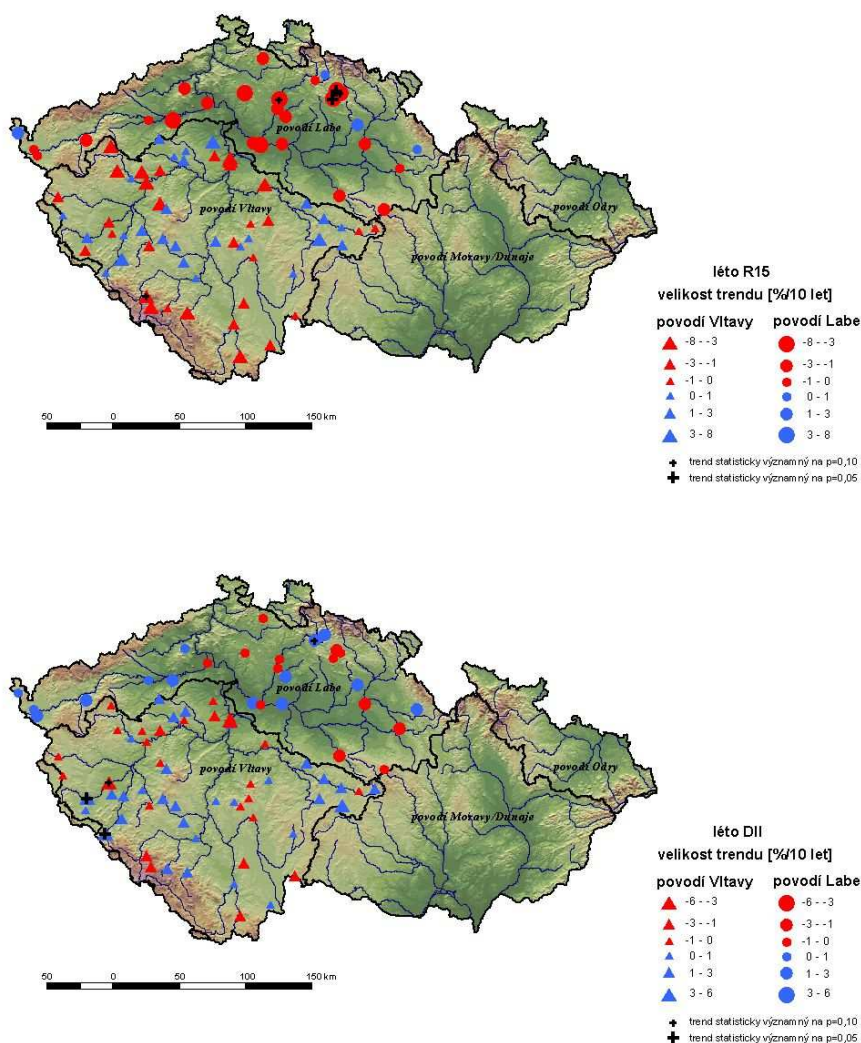 povodí Labe
povodí Vltavy
povodí Odry
povodí Moravy/Dunaje
50 0 50 100 150 km
léto R15
velikost trendu [%/10 let]
povodí Vltavy povodí Labe
-8 - -3 -8 - -3
-3 - -1 -3 - -1
-1 - 0 -1 - 0
0 - 1 0 - 1
1 - 3 1 - 3
3 - 8 3 - 8
trend statisticky významný na p=0,10
trend statisticky významný na p=0,05
povodí Labe
povodí Vltavy
povodí Odry
povodí Moravy/Dunaje
50 0 50 100 150 km
léto DII
velikost trendu [%/10 let]
povodí Vltavy povodí Labe
-6 - -3 -6 - -3
-3 - -1 -3 - -1
-1 - 0 -1 - 0
0 - 1 0 - 1
1 - 3 1 - 3
3 - 6 3 - 6
trend statisticky významný na p=0,10
trend statisticky významný na p=0,05